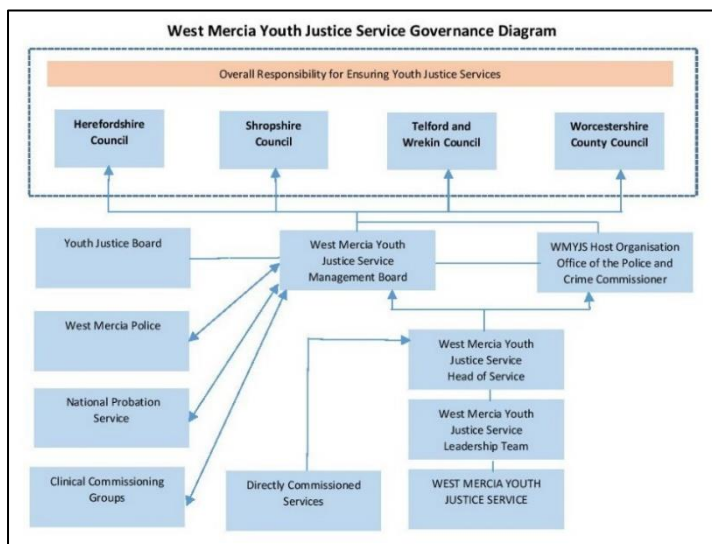 West Mercia Youth Justice Service Governance Diagram
Overall Responsibility for Ensuring Youth Justice Services
Herefordshire
Council
Shropshire
Council
Telford and
Wrekin Council
Worcestershire
County Council
Youth Justice Board
West Mercia Youth
Justice Service
Management Board
WMYJS Host Organisation
Office of the Police and
Crime Commissioner
West Mercia Police
West Mercia Youth
Justice Service
Head of Service
National Probation
Service
West Mercia Youth
Justice Service
Leadership Team
Clinical Commissioning
Groups
Directly Commissioned
Services
WEST MERCIA YOUTH
JUSTICE SERVICE